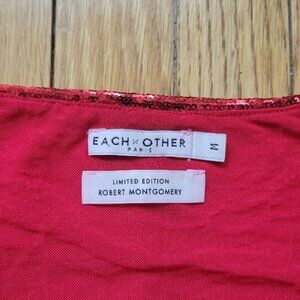 EACH × OTHER
PARIS
M
LIMITED EDITION
ROBERT MONTGOMERY